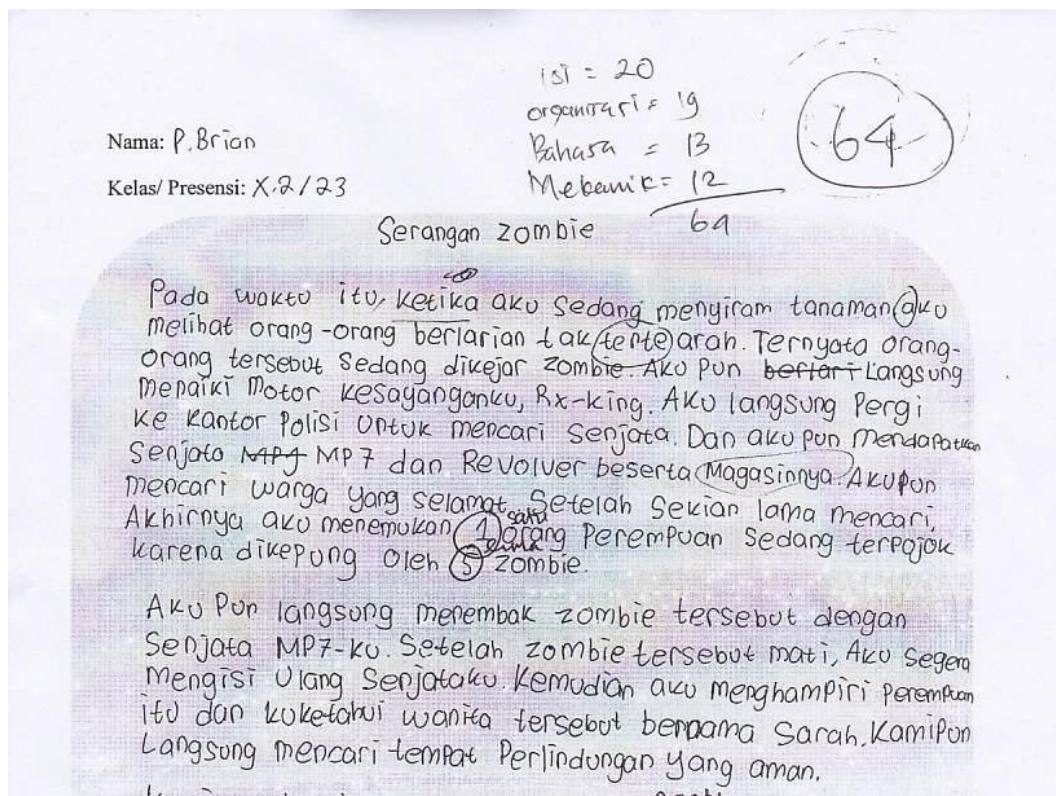 isi = 20
organisasi = 19
Bahasa = 13
Mekanik = 12
64
64
Nama: P. Brian
Kelas/ Presensi: X.2/23
Serangan zombie
Pada waktu itu, ketika aku sedang menyiram tanaman aku
melihat orang-orang berlarian tak tente arah. Ternyata orang-
orang tersebut sedang dikejar zombie. Aku pun berlari Langsung
menaiki motor kesayanganku, Rx-king. Aku langsung Pergi
ke kantor polisi untuk mencari senjata. Dan aku pun mendapatkan
Senjata MP7 dan Revolver beserta Magasinnya. Akupun
mencari warga yang selamat. Setelah sekian lama mencari,
satu
Akhirnya aku menemukan 1 orang Perempuan sedang terpojok
lima
karena dikepung oleh 5 zombie.
Aku Pun langsung menembak zombie tersebut dengan
Senjata MP7-ku. Setelah zombie tersebut mati, Aku segera
mengisi Ulang Senjataku. Kemudian aku menghampiri perempuan
itu dan kuketahui wanita tersebut bernama Sarah. KamiPun
Langsung mencari tempat Perlindungan yang aman.